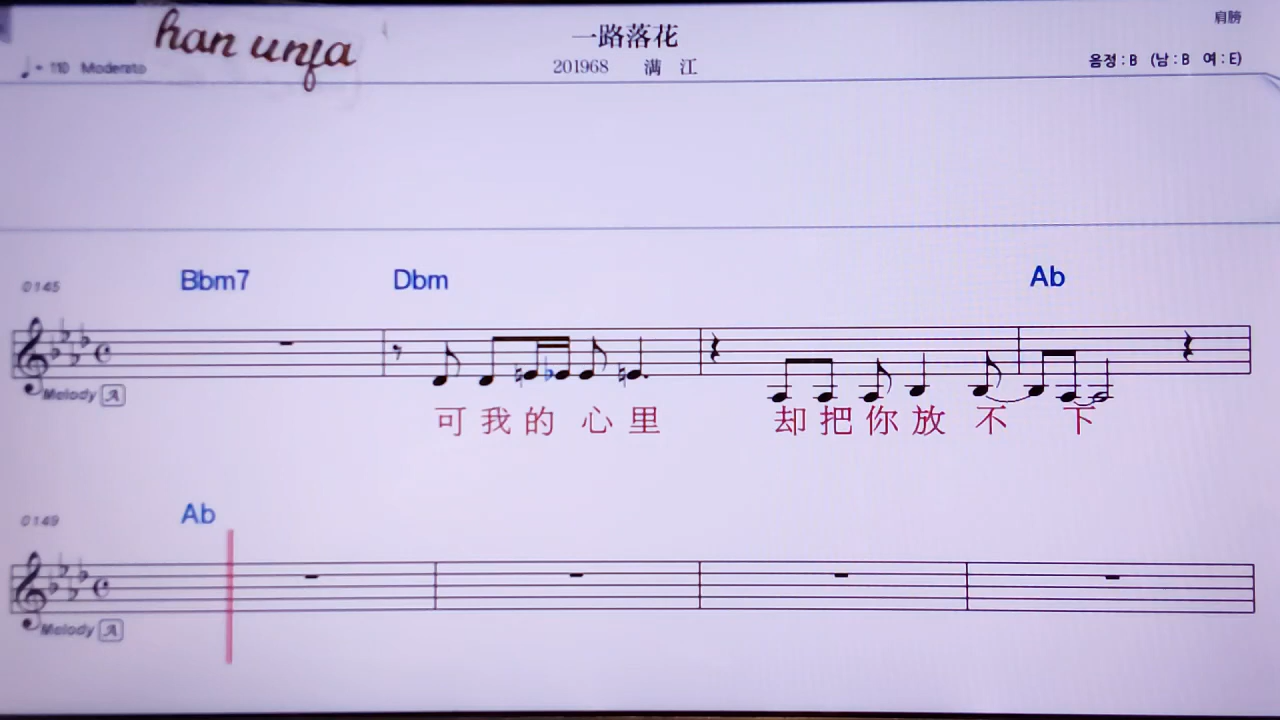 han unfa
一路落花
肩膀
♩= 110 Moderato
201968 满 江
음정 : B (남 : B 여 : E)
Bbm7 Dbm Ab
0145
Melody A
可 我 的 心 里 却 把 你 放 不 下
Ab
0149
Melody A